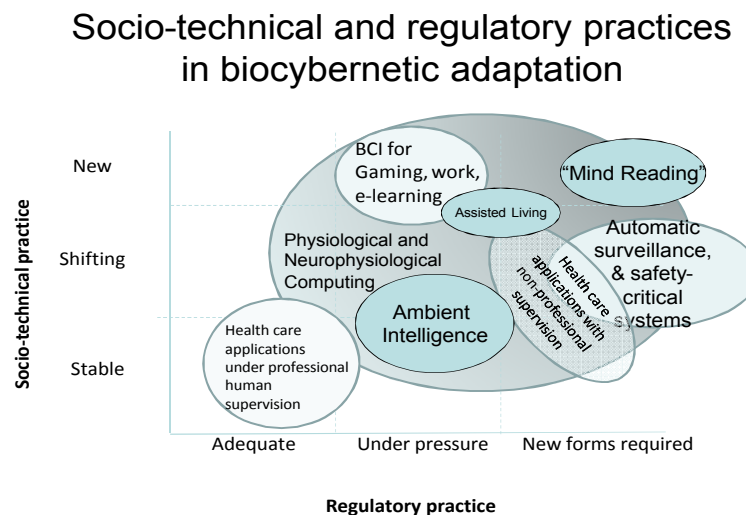 Socio-technical and regulatory practices
in biocybernetic adaptation
Socio-technical practice
New
Shifting
Stable
BCI for
Gaming, work,
e-learning
“Mind Reading”
Assisted Living
Physiological and
Neurophysiological
Computing
Automatic
surveillance,
& safety-
critical
systems
Health care
applications with
non-professional
supervision
Ambient
Intelligence
Health care
applications
under professional
human
supervision
Adequate
Under pressure
New forms required
Regulatory practice